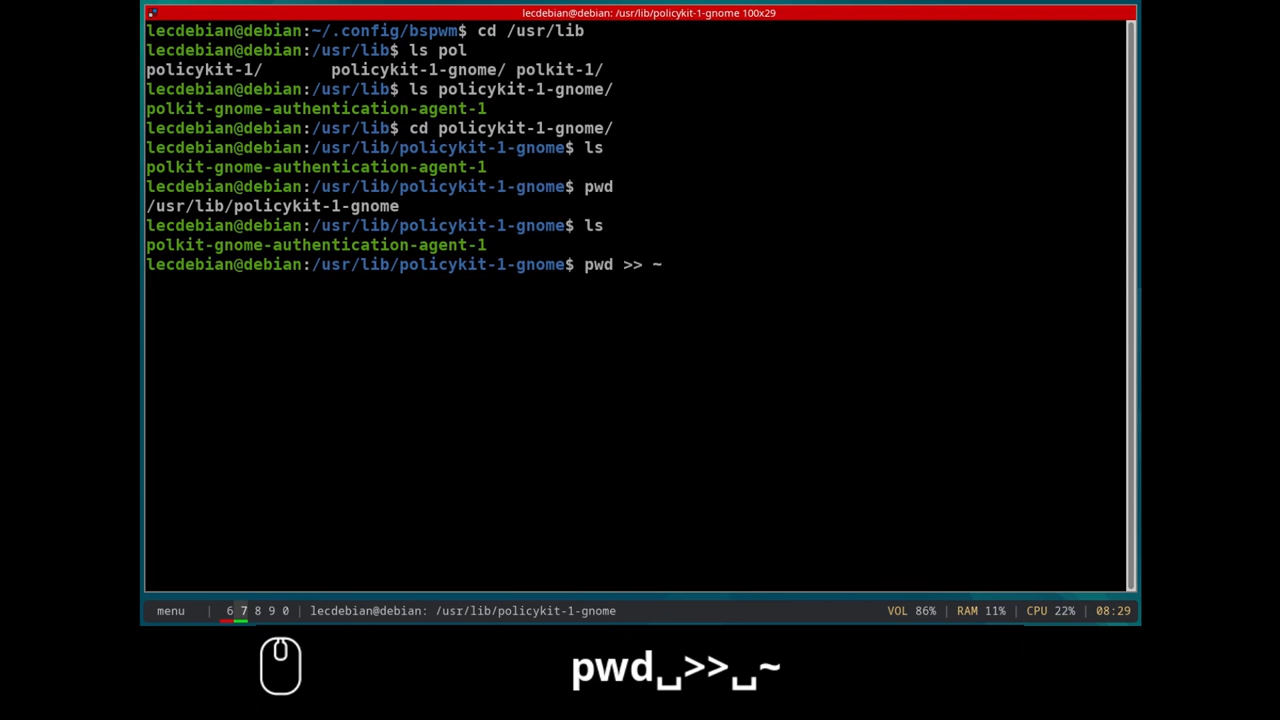 lecdebian@debian: /usr/lib/policykit-1-gnome 100x29
lecdebian@debian:~/.config/bspwm$ cd /usr/lib
lecdebian@debian:/usr/lib$ ls pol
policykit-1/       policykit-1-gnome/ polkit-1/
lecdebian@debian:/usr/lib$ ls policykit-1-gnome/
polkit-gnome-authentication-agent-1
lecdebian@debian:/usr/lib$ cd policykit-1-gnome/
lecdebian@debian:/usr/lib/policykit-1-gnome$ ls
polkit-gnome-authentication-agent-1
lecdebian@debian:/usr/lib/policykit-1-gnome$ pwd
/usr/lib/policykit-1-gnome
lecdebian@debian:/usr/lib/policykit-1-gnome$ ls
polkit-gnome-authentication-agent-1
lecdebian@debian:/usr/lib/policykit-1-gnome$ pwd >> ~
menu | 6 7 8 9 0 | lecdebian@debian: /usr/lib/policykit-1-gnome VOL 86% | RAM 11% | CPU 22% | 08:29
pwd␣>>␣~